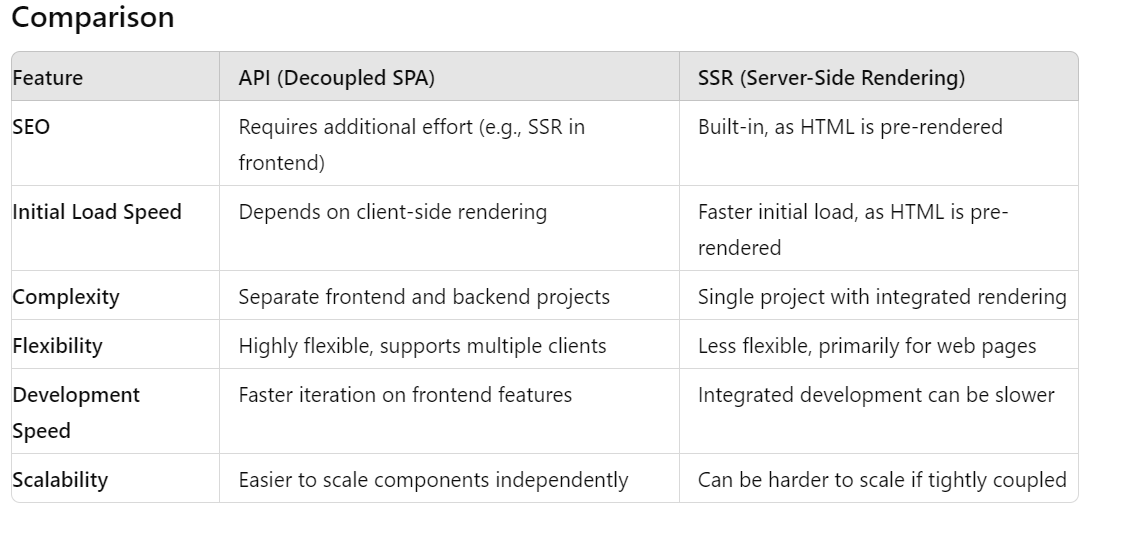 Comparison
Feature API (Decoupled SPA) SSR (Server-Side Rendering)
SEO Requires additional effort (e.g., SSR in Built-in, as HTML is pre-rendered
frontend)
Initial Load Speed Depends on client-side rendering Faster initial load, as HTML is pre-
rendered
Complexity Separate frontend and backend projects Single project with integrated rendering
Flexibility Highly flexible, supports multiple clients Less flexible, primarily for web pages
Development Faster iteration on frontend features Integrated development can be slower
Speed
Scalability Easier to scale components independently Can be harder to scale if tightly coupled